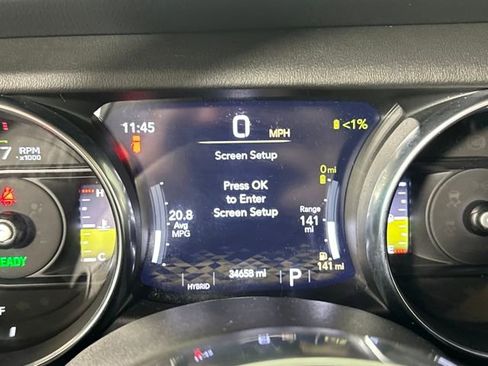 11:45
0 MPH
<1%
Screen Setup
7 RPM
x1000
0 mi
Press OK
to Enter
Screen Setup
H
20.8
Avg
MPG
Range
141
mi
READY
C
141 mi
34658 mi
HYBRID
P
F